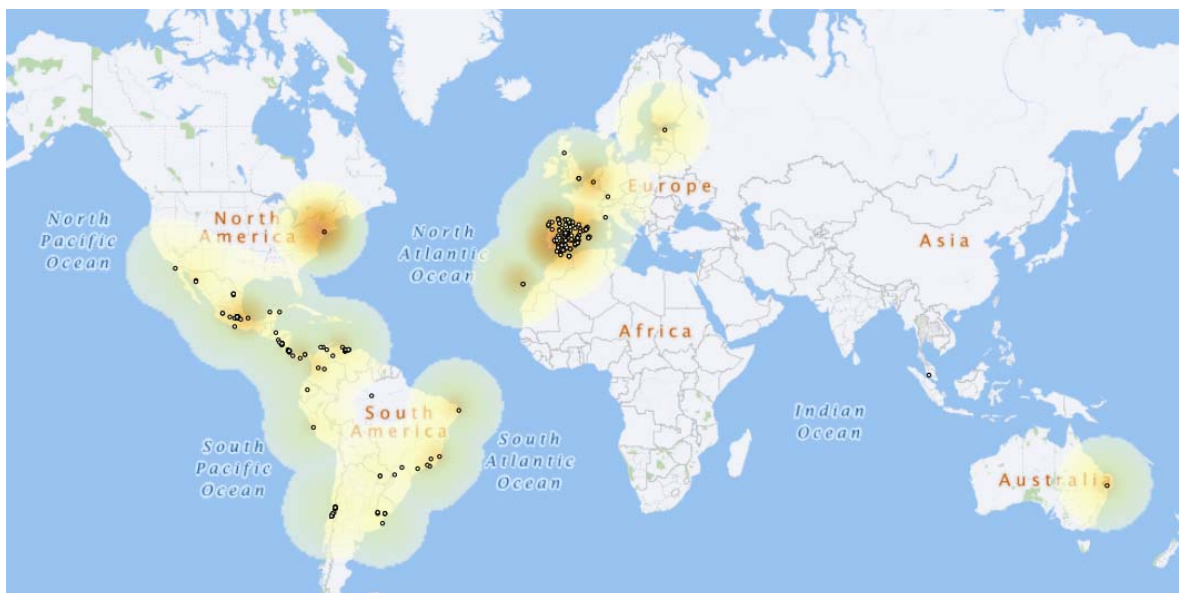 North
Pacific
Ocean
North
America
North
Atlantic
Ocean
Europe
Asia
Africa
South
America
South
Pacific
Ocean
South
Atlantic
Ocean
Indian
Ocean
Australia